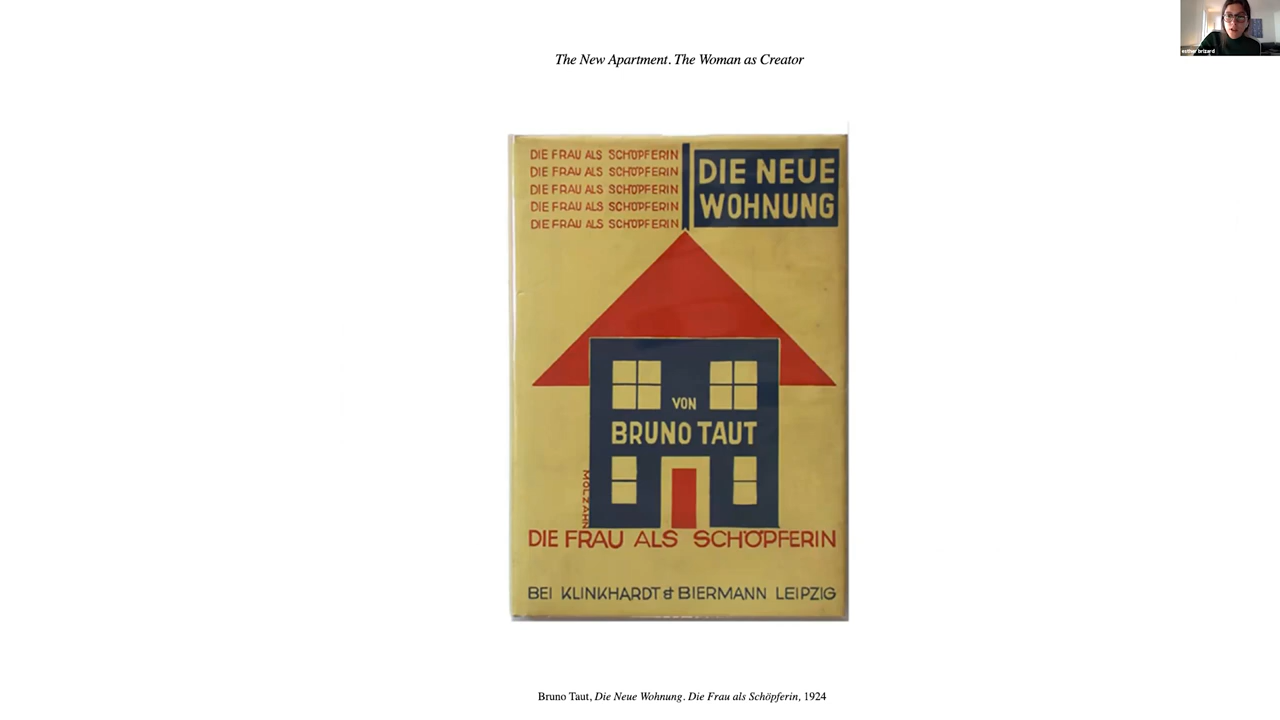 esther brizard
The New Apartment. The Woman as Creator
DIE FRAU ALS SCHÖPFERIN
DIE FRAU ALS SCHÖPFERIN
DIE FRAU ALS SCHÖPFERIN
DIE FRAU ALS SCHÖPFERIN
DIE FRAU ALS SCHÖPFERIN
DIE NEUE
WOHNUNG
VON
BRUNO TAUT
MOLZAHN
DIE FRAU ALS SCHÖPFERIN
BEI KLINKHARDT & BIERMANN LEIPZIG
Bruno Taut, Die Neue Wohnung. Die Frau als Schöpferin, 1924